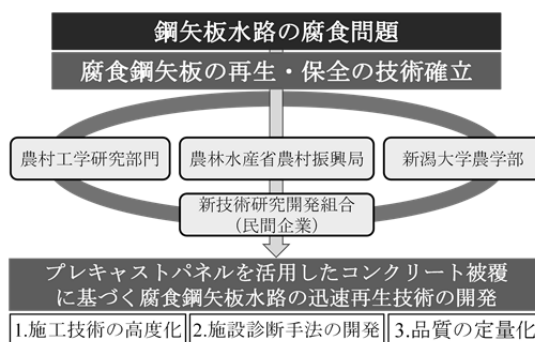 鋼矢板水路の腐食問題
腐食鋼矢板の再生・保全の技術確立
農村工学研究部門
農林水産省農村振興局
新潟大学農学部
新技術研究開発組合
(民間企業)
プレキャストパネルを活用したコンクリート被覆
に基づく腐食鋼矢板水路の迅速再生技術の開発
1.施工技術の高度化
2.施設診断手法の開発
3.品質の定量化